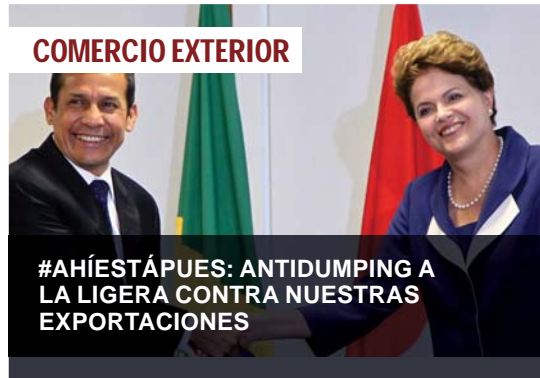 COMERCIO EXTERIOR
#AHÍESTÁPUES: ANTIDUMPING A
LA LIGERA CONTRA NUESTRAS
EXPORTACIONES